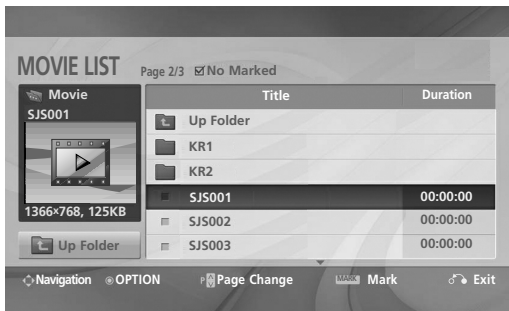 MOVIE LIST Page 2/3 ☑No Marked
Movie
SJS001
1366×768, 125KB
Up Folder
Title Duration
Up Folder
KR1
KR2
SJS001 00:00:00
SJS002 00:00:00
SJS003 00:00:00
Navigation ⊙OPTION P Page Change MARK Mark Exit